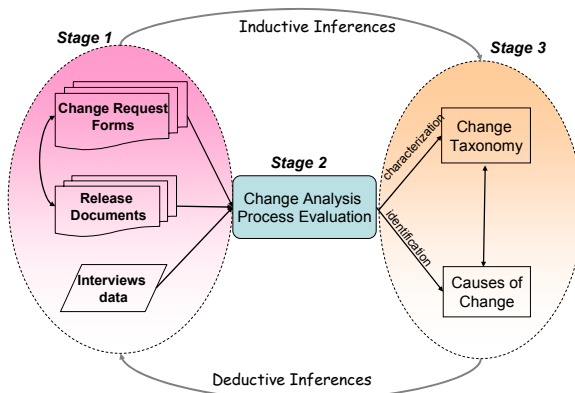 Inductive Inferences
Stage 1
Stage 3
Change Request
Forms
Release
Documents
Interviews
data
Stage 2
Change Analysis
Process Evaluation
characterization
identification
Change
Taxonomy
Causes of
Change
Deductive Inferences